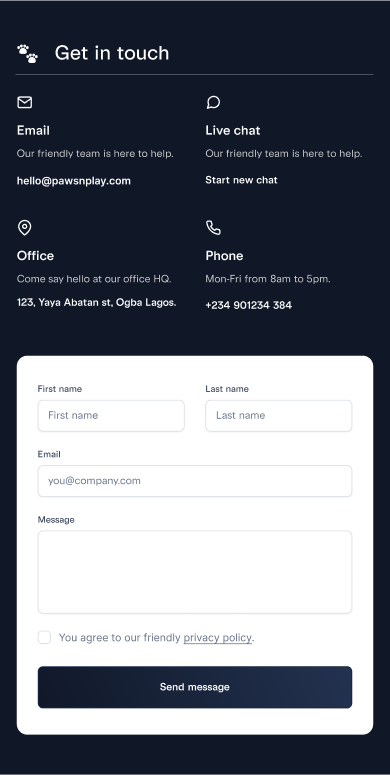 Get in touch
Email
Our friendly team is here to help.
hello@pawsnplay.com
Live chat
Our friendly team is here to help.
Start new chat
Office
Come say hello at our office HQ.
123, Yaya Abatan st, Ogba Lagos.
Phone
Mon-Fri from 8am to 5pm.
+234 901234 384
First name
First name
Last name
Last name
Email
you@company.com
Message
You agree to our friendly privacy policy.
Send message